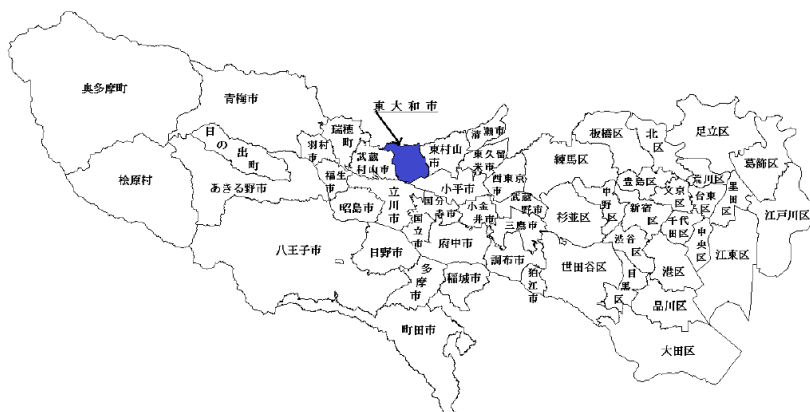 奥多摩町
青梅市
瑞穂町
東大和市
清瀬市
板橋区
北区
足立区
日の出町
羽村市
武蔵村山市
東村山市
東久留米市
練馬区
葛飾区
檜原村
あきる野市
福生市
昭島市
立川市
小平市
西東京市
武蔵野市
豊島区
文京区
荒川区
台東区
墨田区
江戸川区
国分寺市
小金井市
三鷹市
杉並区
中野区
新宿区
千代田区
中央区
江東区
八王子市
日野市
国立市
府中市
調布市
狛江市
世田谷区
渋谷区
目黒区
港区
多摩市
稲城市
品川区
町田市
大田区